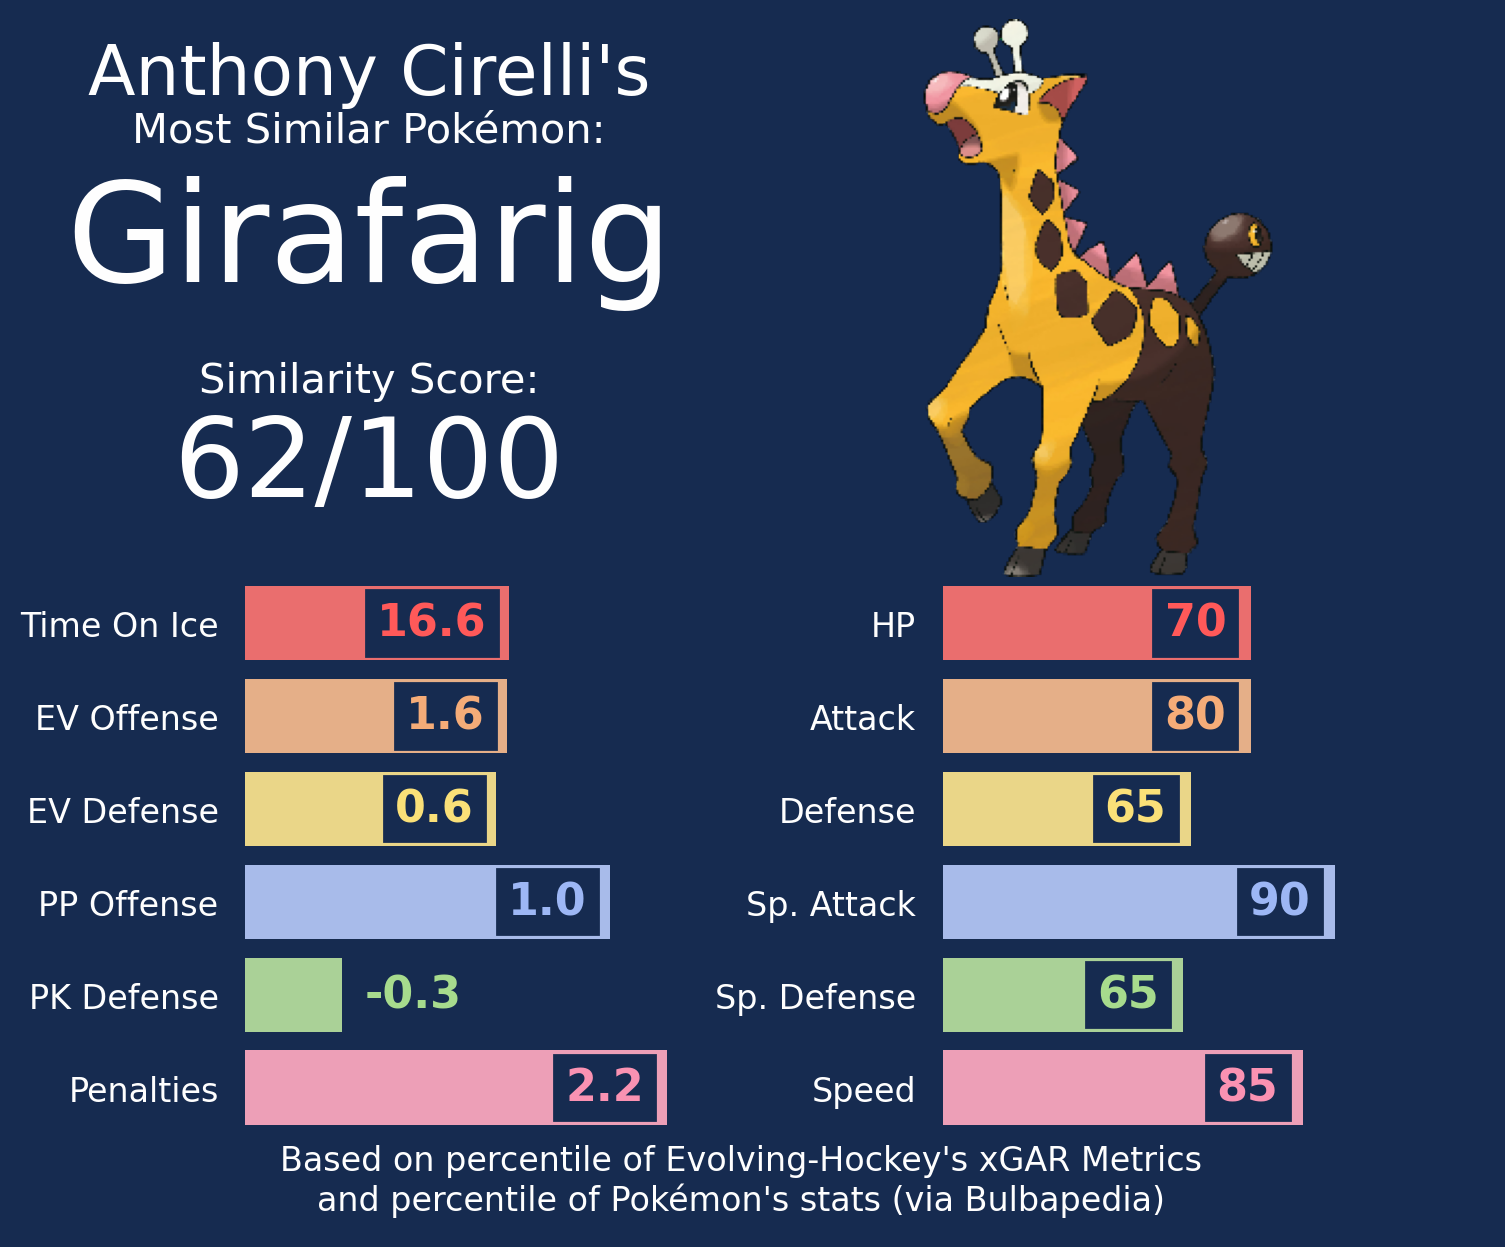 Anthony Cirelli's
Most Similar Pokémon:
Girafarig
Similarity Score:
62/100
Time On Ice 16.6
EV Offense 1.6
EV Defense 0.6
PP Offense 1.0
PK Defense -0.3
Penalties 2.2
HP 70
Attack 80
Defense 65
Sp. Attack 90
Sp. Defense 65
Speed 85
Based on percentile of Evolving-Hockey's xGAR Metrics
and percentile of Pokémon's stats (via Bulbapedia)